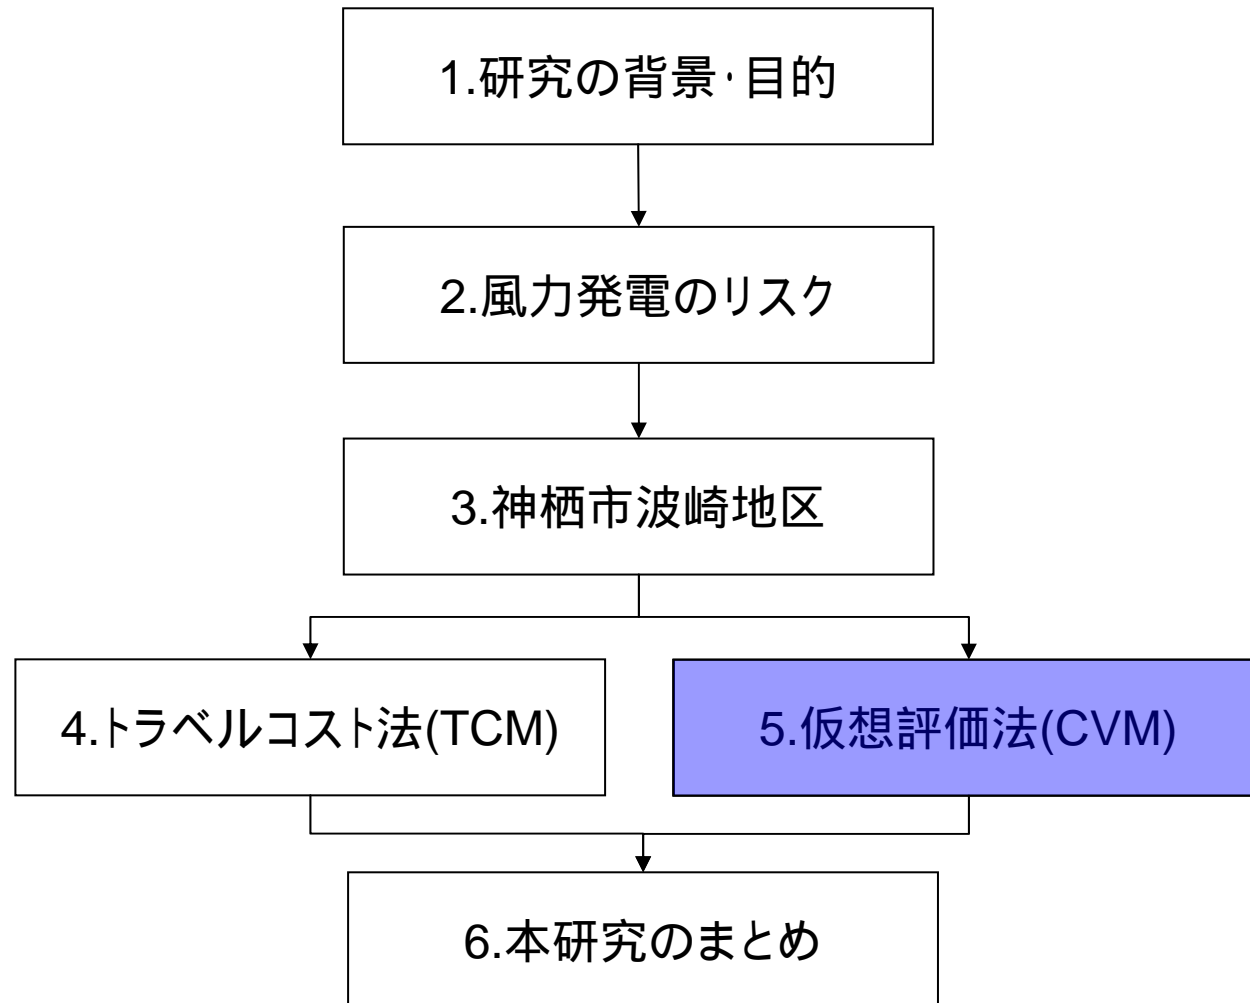 1.研究の背景･目的
2.風力発電のリスク
3.神栖市波崎地区
4.トラベルコスト法(TCM)
5.仮想評価法(CVM)
6.本研究のまとめ